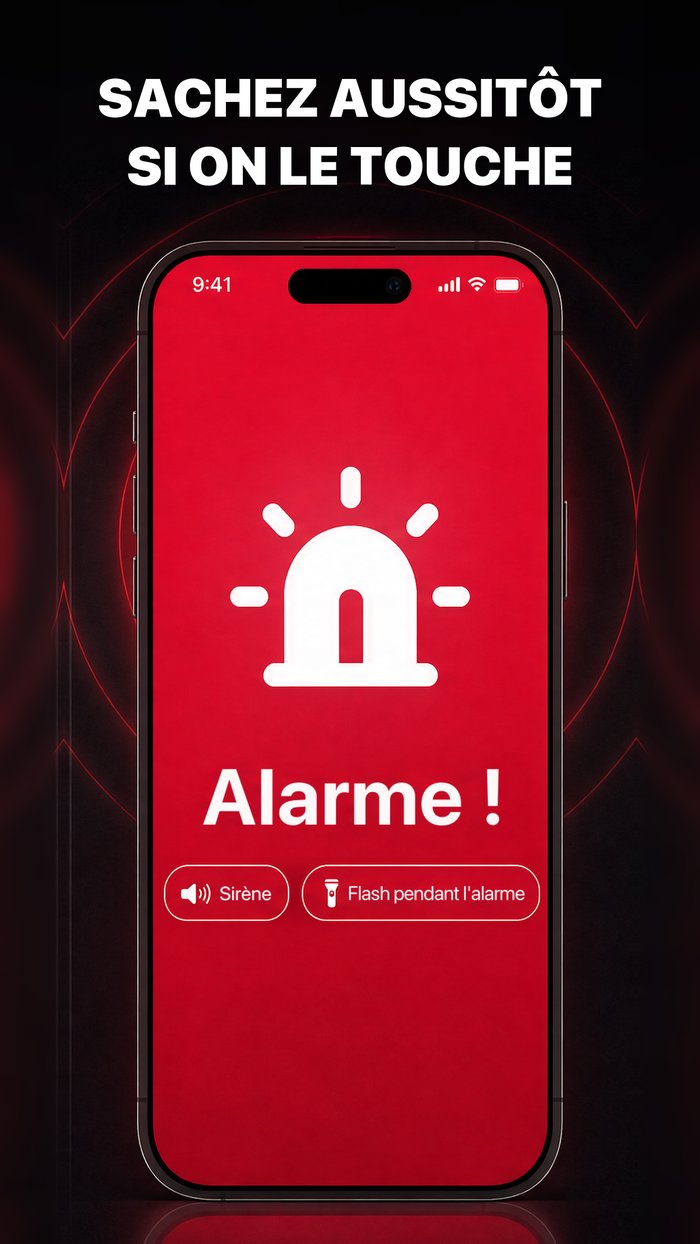 SACHEZ AUSSITÔT
SI ON LE TOUCHE
9:41
Alarme !
Sirène
Flash pendant l'alarme